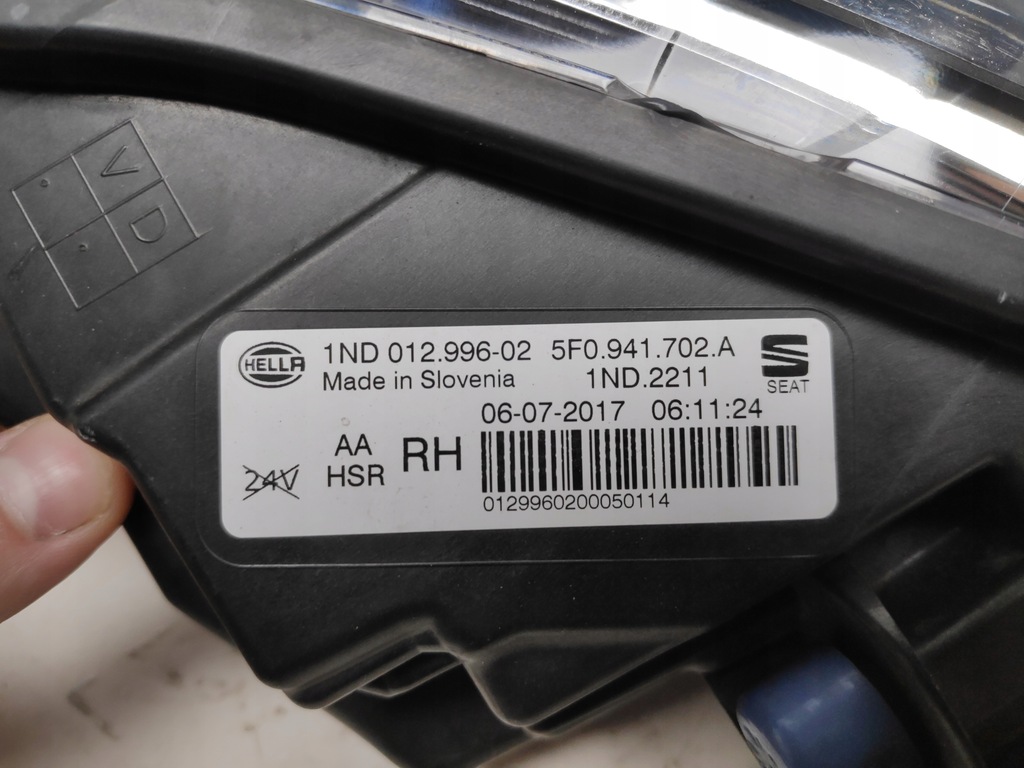 V
D
HELLA
1ND 012.996-02 5F0.941.702.A
Made in Slovenia 1ND.2211
SEAT
06-07-2017 06:11:24
AA
HSR
RH
24V
0129960200050114